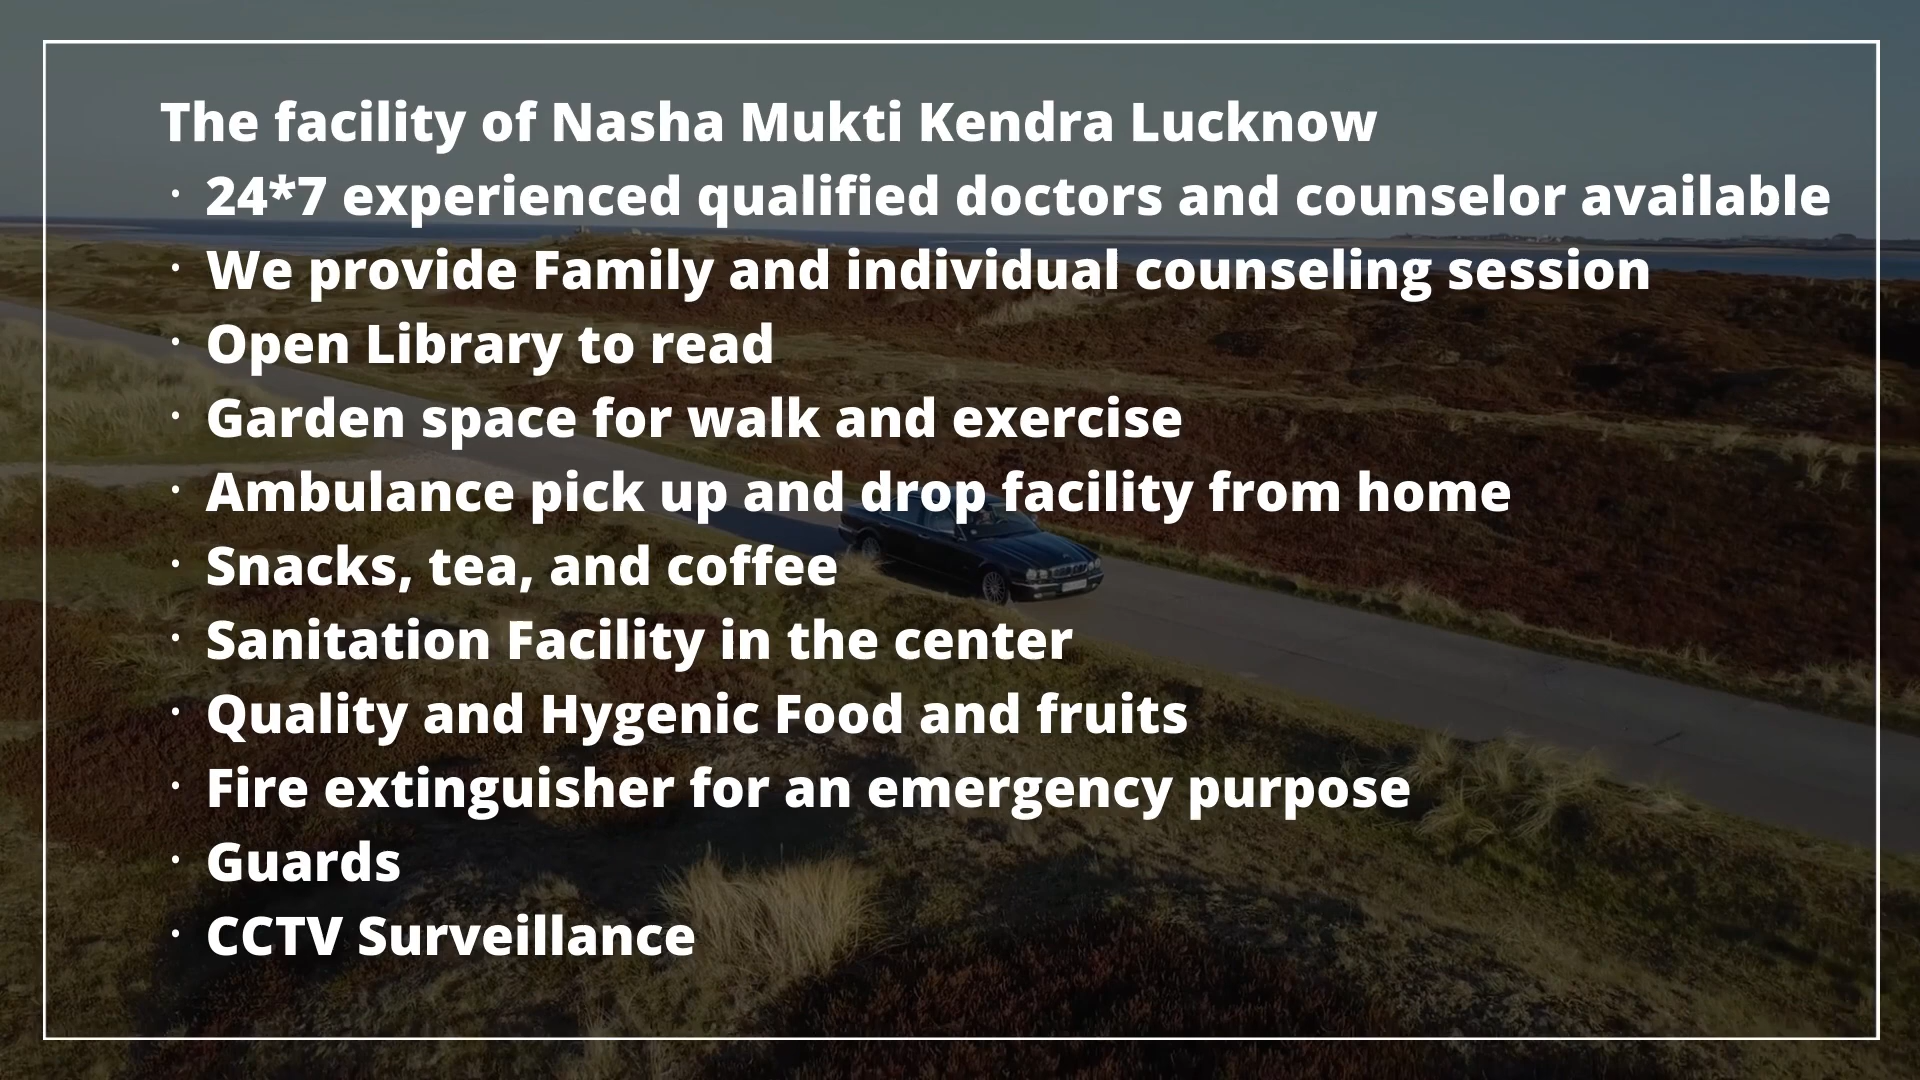 The facility of Nasha Mukti Kendra Lucknow
· 24*7 experienced qualified doctors and counselor available
· We provide Family and individual counseling session
· Open Library to read
· Garden space for walk and exercise
· Ambulance pick up and drop facility from home
· Snacks, tea, and coffee
· Sanitation Facility in the center
· Quality and Hygenic Food and fruits
· Fire extinguisher for an emergency purpose
· Guards
· CCTV Surveillance